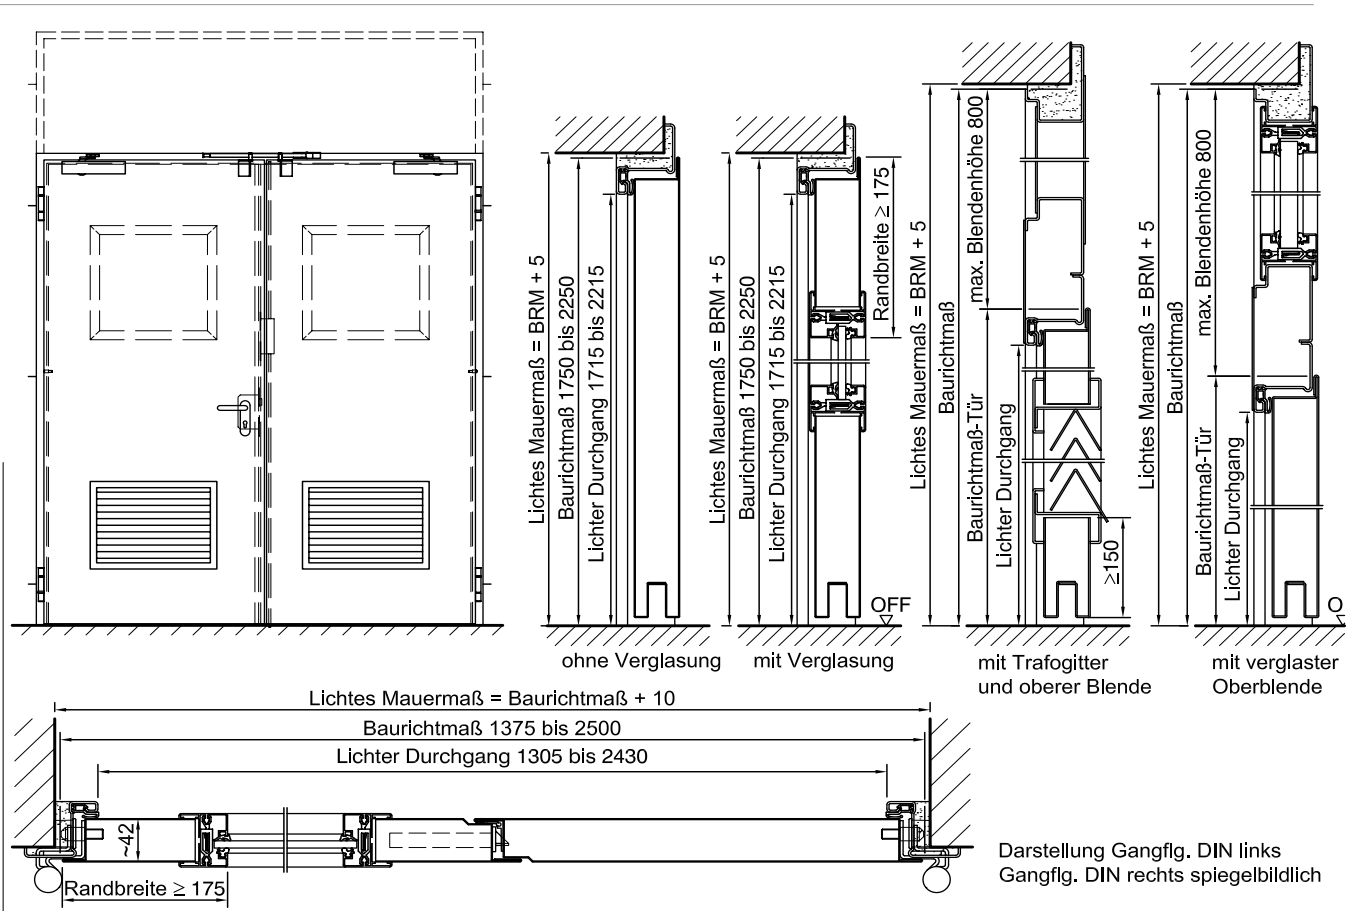 Lichtes Mauermaß = BRM + 5
Baurichtmaß 1750 bis 2250
Lichter Durchgang 1715 bis 2215
ohne Verglasung
Lichtes Mauermaß = BRM + 5
Baurichtmaß 1750 bis 2250
Lichter Durchgang 1715 bis 2215
Randbreite ≥ 175
OFF
mit Verglasung
Lichtes Mauermaß = BRM + 5
Baurichtmaß
max. Blendenhöhe 800
Baurichtmaß-Tür
Lichter Durchgang
≥150
mit Trafogitter
und oberer Blende
Lichtes Mauermaß = BRM + 5
Baurichtmaß
max. Blendenhöhe 800
Baurichtmaß-Tür
Lichter Durchgang
O
mit verglaster
Oberblende
Lichtes Mauermaß = Baurichtmaß + 10
Baurichtmaß 1375 bis 2500
Lichter Durchgang 1305 bis 2430
~42
Randbreite ≥ 175
Darstellung Gangflg. DIN links
Gangflg. DIN rechts spiegelbildlich